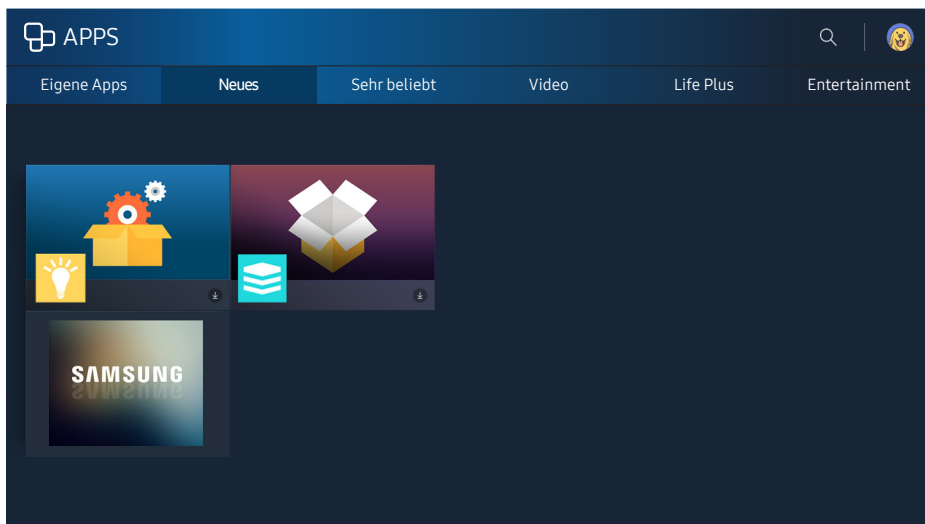 APPS
Eigene Apps Neues Sehr beliebt Video Life Plus Entertainment
SAMSUNG